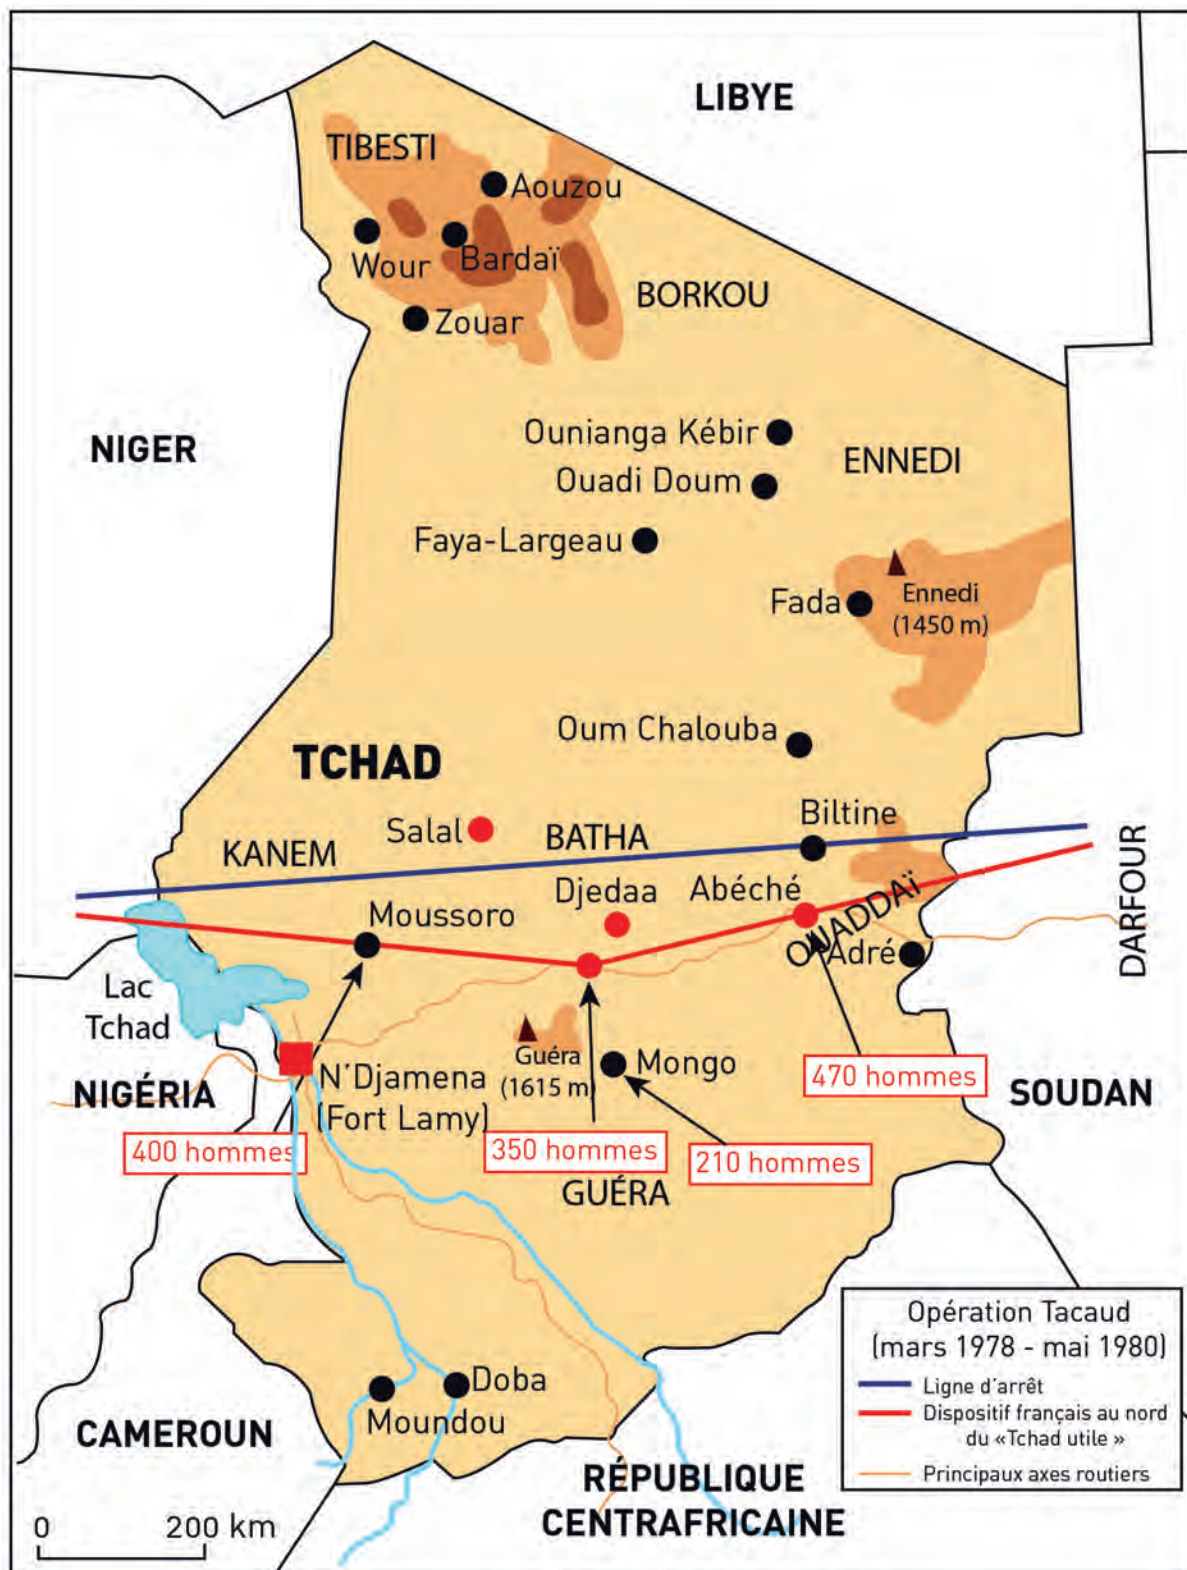 LIBYE
TIBESTI
Aouzou
Wour
Bardaï
BORKOU
Zouar
NIGER
Ounianga Kébir
ENNEDI
Ouadi Doum
Faya-Largeau
Fada
Ennedi
(1450 m)
Oum Chalouba
TCHAD
Salal
Biltine
KANEM
BATHA
Djedaa
Abéché
OUADDAï
DARFOUR
Moussoro
Adré
Lac
Tchad
N'Djamena
(Fort Lamy)
Guéra
(1615 m)
Mongo
470 hommes
NIGÉRIA
SOUDAN
400 hommes
350 hommes
210 hommes
GUÉRA
Opération Tacaud
(mars 1978 - mai 1980)
Ligne d'arrêt
Dispositif français au nord
du «Tchad utile »
Principaux axes routiers
Doba
Moundou
CAMEROUN
RÉPUBLIQUE
CENTRAFRICAINE
0 200 km